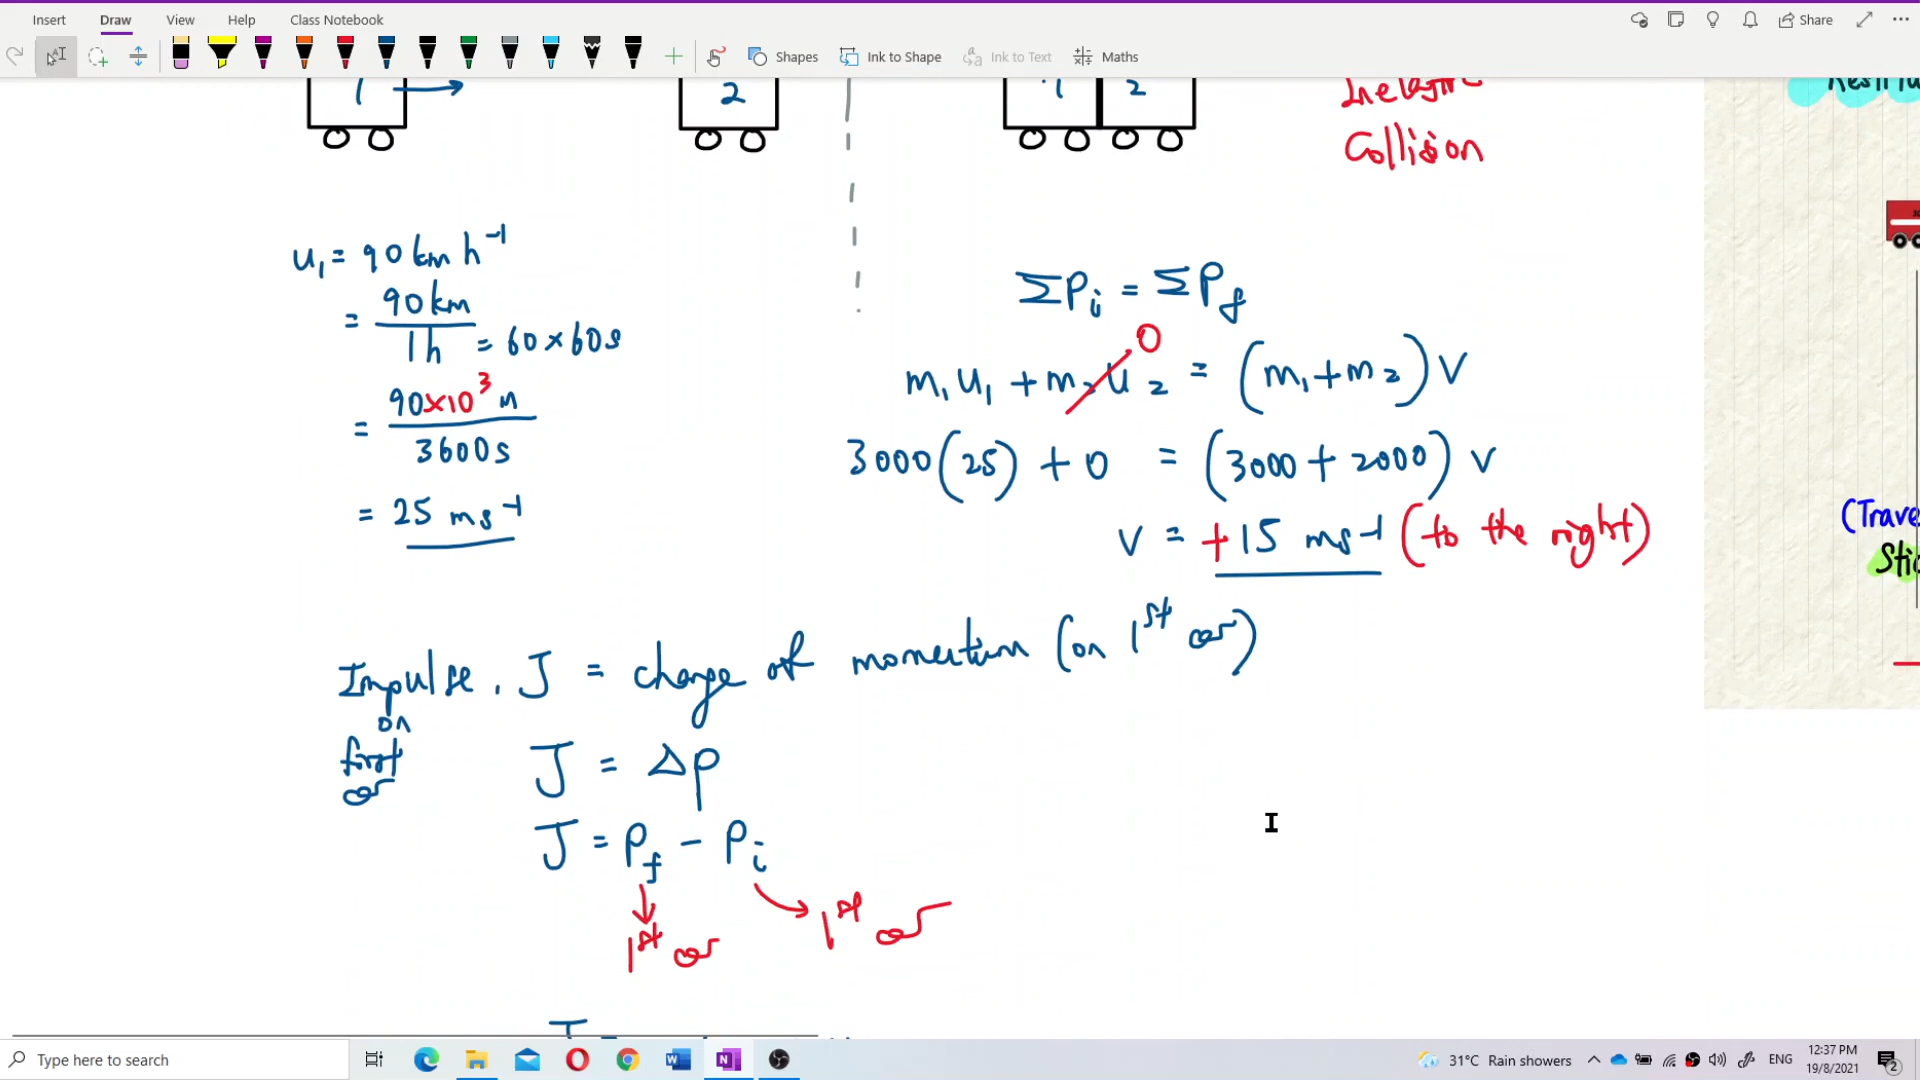 Insert Draw View Help Class Notebook
Share
Shapes Ink to Shape Ink to Text Maths
1 2 1 2
Inelastic
Collision
Restitu
u₁ = 90 km h⁻¹
= 90 km / 1h = 60 × 60s
= 90×10³ m / 3600s
= 25 ms⁻¹
ΣPi = ΣPf
m₁u₁ + m₂u₂ = (m₁+m₂)V
0
3000(25) + 0 = (3000 + 2000) v
v = +15 ms⁻¹ (to the right)
(Trave
Stic
Impulse, J = change of momentum (on 1st car)
on
first
car
J = Δp
J = Pf - Pi
1st car
1st car
Type here to search
31°C Rain showers
ENG
12:37 PM
19/8/2021
2